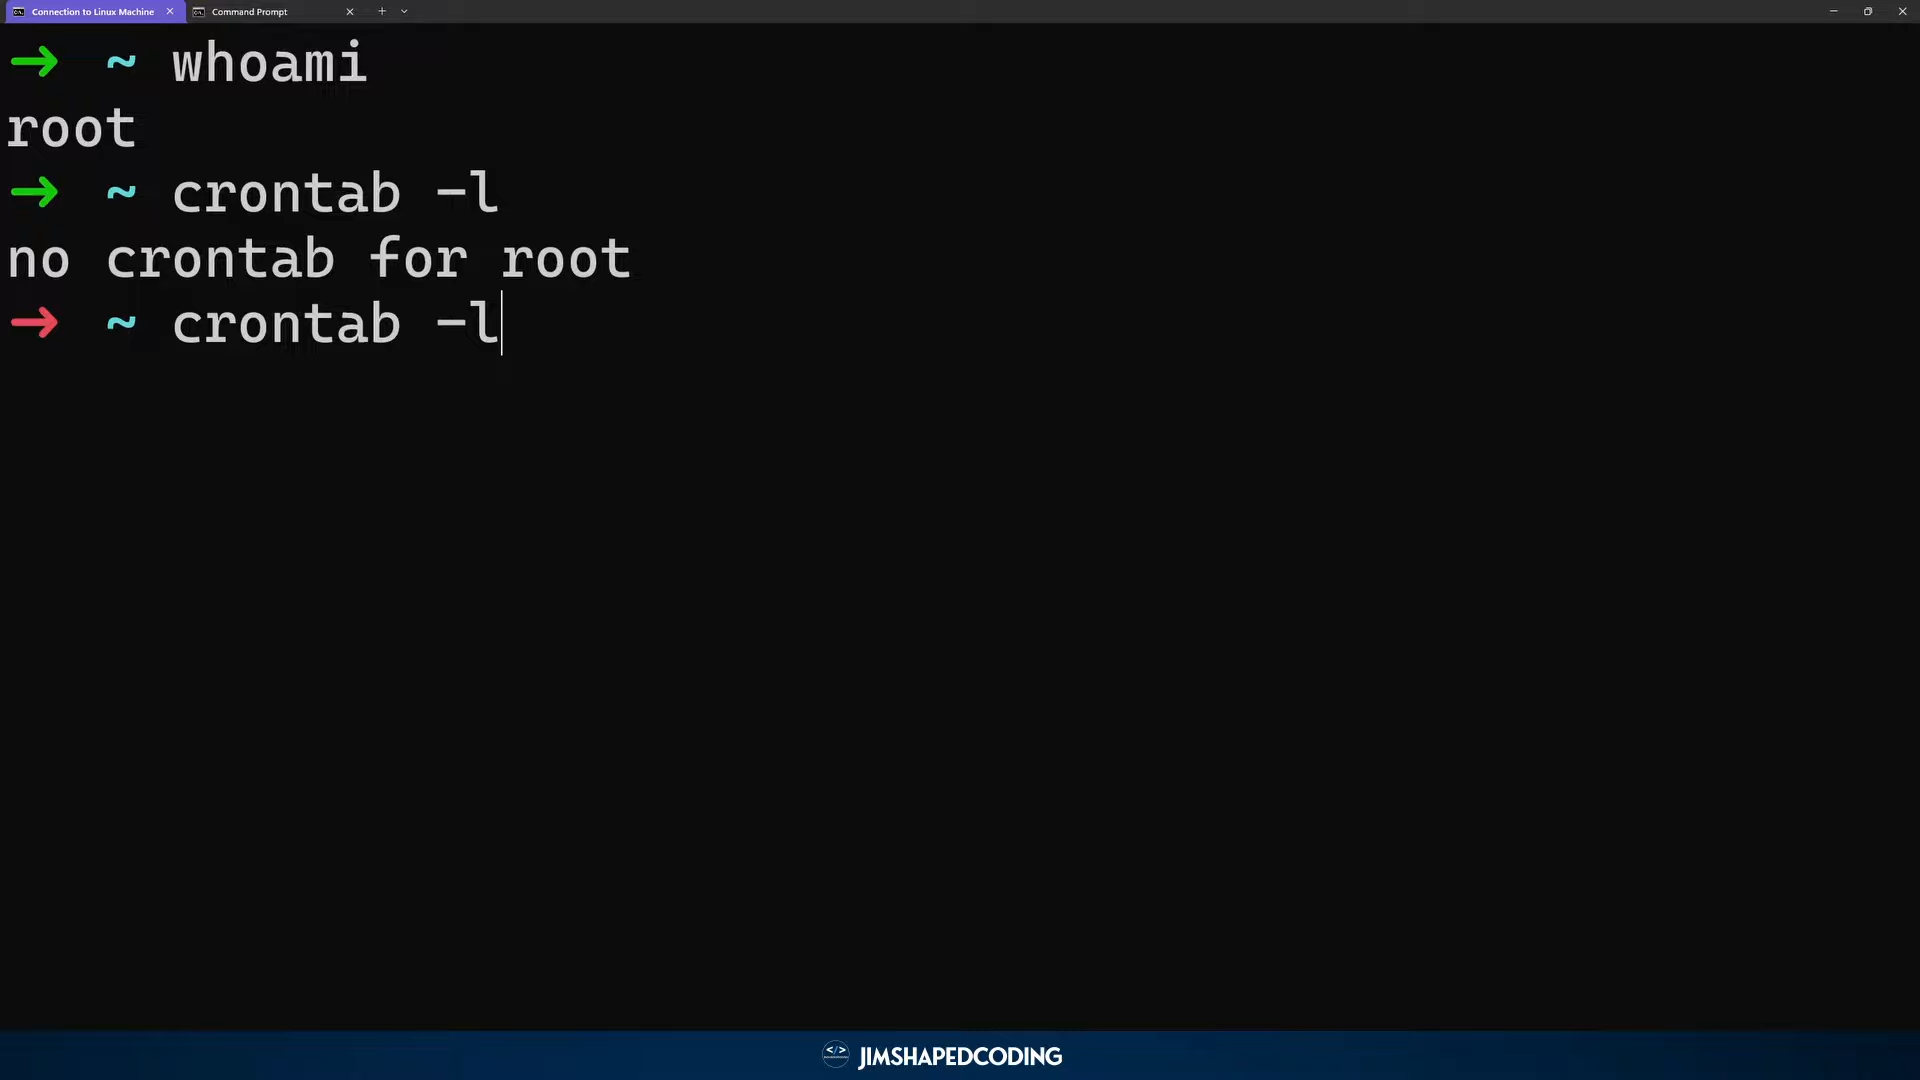 Connection to Linux Machine
Command Prompt
→ ~ whoami
root
→ ~ crontab -l
no crontab for root
→ ~ crontab -l
</> JIMSHAPEDCODING